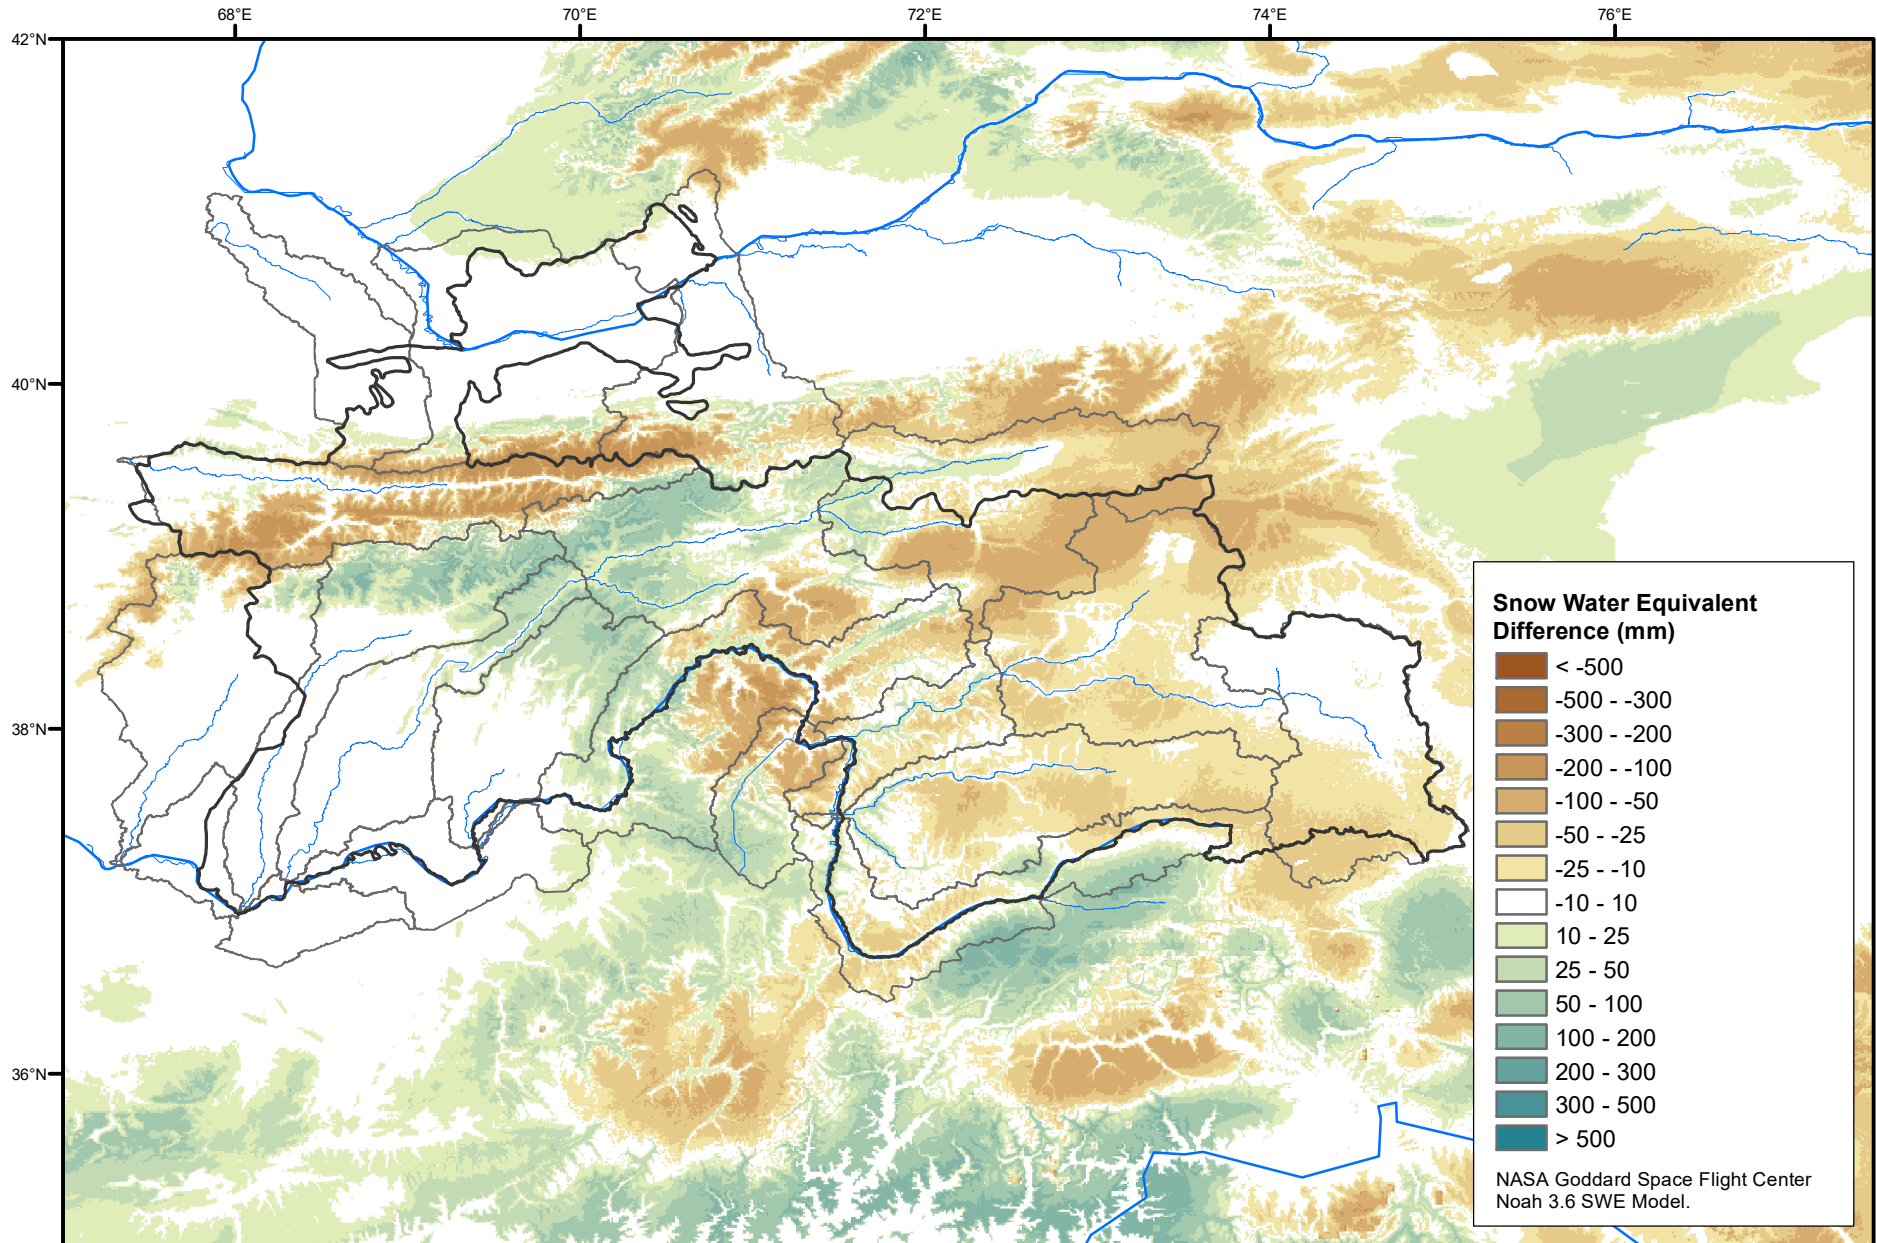 68°E
70°E
72°E
74°E
76°E
42°N
40°N
38°N
36°N
Snow Water Equivalent
Difference (mm)
< -500
-500 - -300
-300 - -200
-200 - -100
-100 - -50
-50 - -25
-25 - -10
-10 - 10
10 - 25
25 - 50
50 - 100
100 - 200
200 - 300
300 - 500
> 500
NASA Goddard Space Flight Center
Noah 3.6 SWE Model.